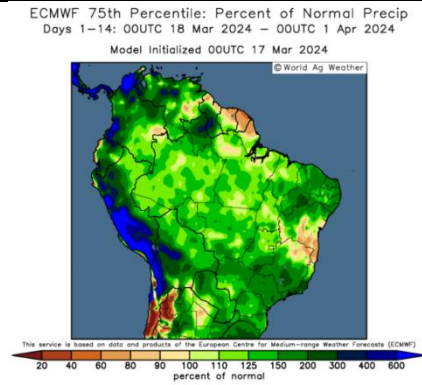 ECMWF 75th Percentile: Percent of Normal Precip
Days 1-14: 00UTC 18 Mar 2024 - 00UTC 1 Apr 2024
Model Initialized 00UTC 17 Mar 2024
© World Ag Weather
This service is based on data and products of the European Centre for Medium-range Weather Forecasts (ECMWF)
20 40 60 80 90 100 110 125 150 200 300 400 600
percent of normal